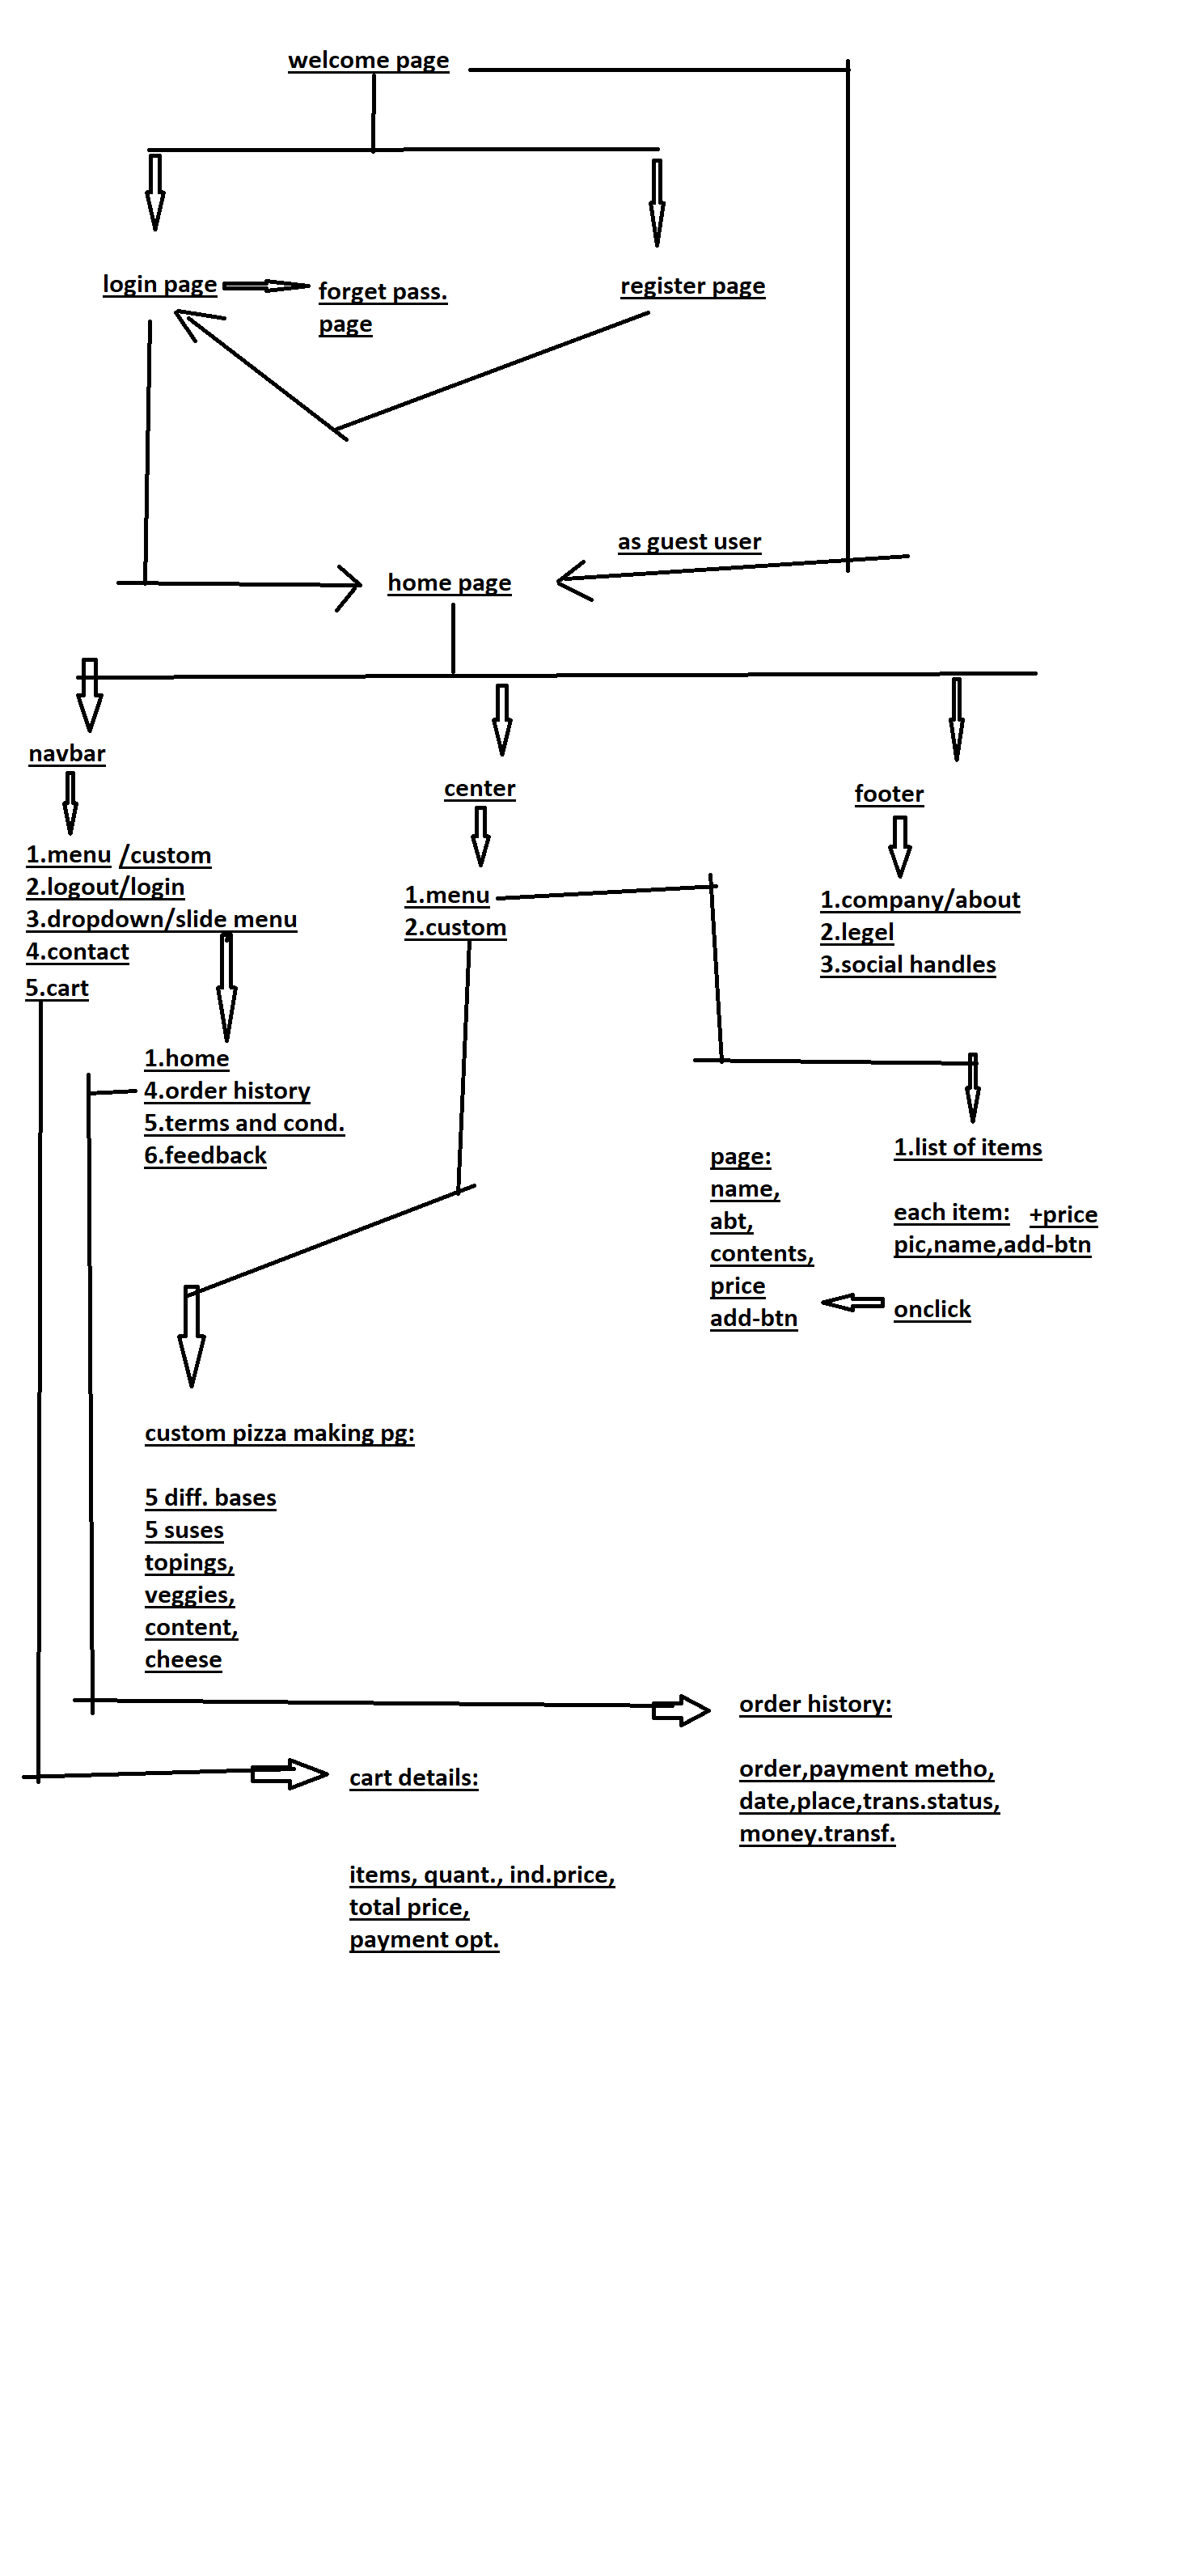 welcome page
login page
forget pass.
page
register page
as guest user
home page
navbar
center
footer
1.menu /custom
2.logout/login
3.dropdown/slide menu
4.contact
5.cart
1.menu
2.custom
1.company/about
2.legel
3.social handles
1.home
4.order history
5.terms and cond.
6.feedback
page:
name,
abt,
contents,
price
add-btn
1.list of items
each item: +price
pic,name,add-btn
onclick
custom pizza making pg:
5 diff. bases
5 suses
topings,
veggies,
content,
cheese
order history:
order,payment metho,
date,place,trans.status,
money.transf.
cart details:
items, quant., ind.price,
total price,
payment opt.